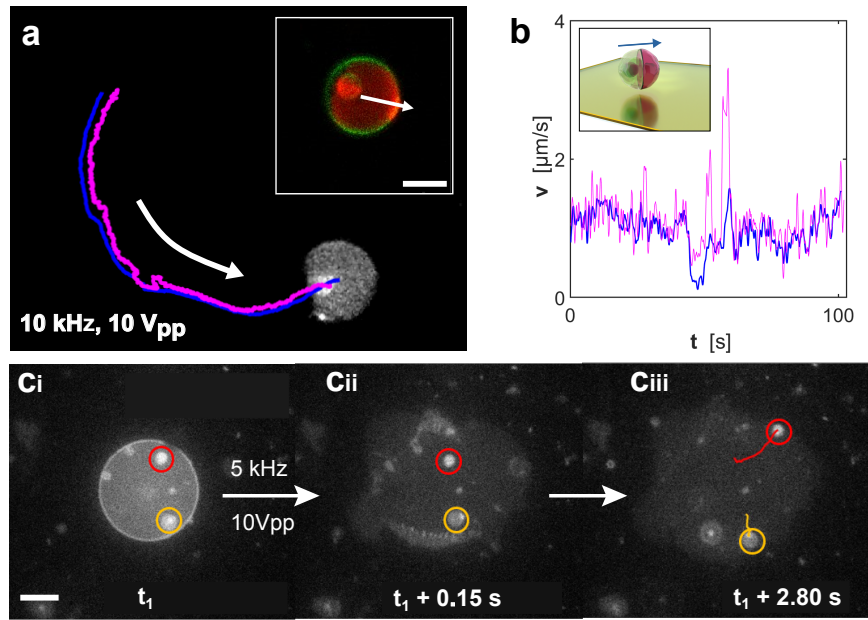 a
10 kHz, 10 Vpp
b
4
2
0
v [μm/s]
0
100
t [s]
ci
5 kHz
10Vpp
t1
cii
t1 + 0.15 s
ciii
t1 + 2.80 s